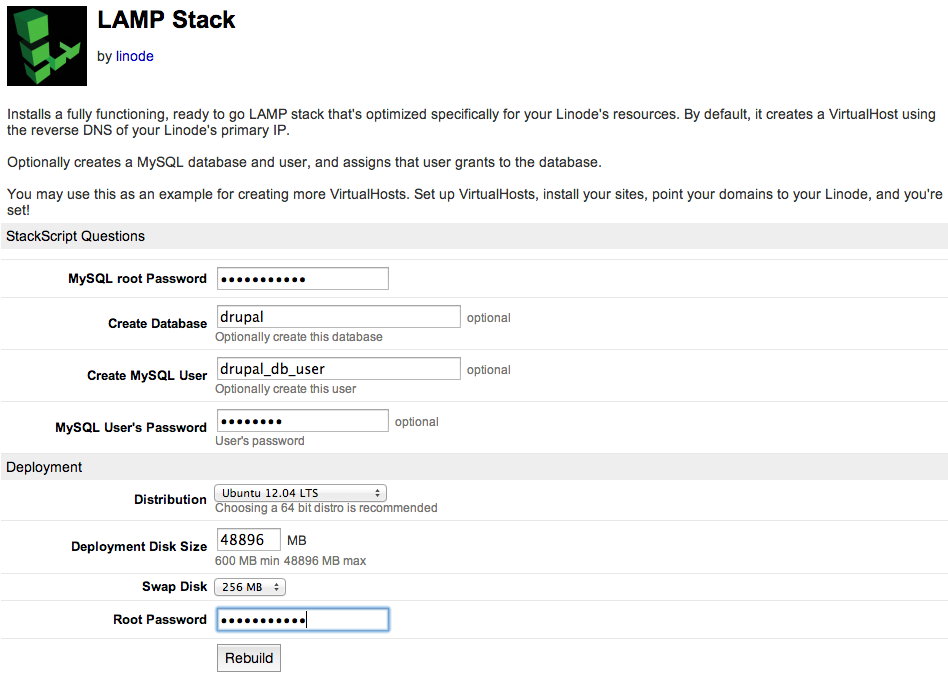 LAMP Stack
by linode
Installs a fully functioning, ready to go LAMP stack that's optimized specifically for your Linode's resources. By default, it creates a VirtualHost using
the reverse DNS of your Linode's primary IP.
Optionally creates a MySQL database and user, and assigns that user grants to the database.
You may use this as an example for creating more VirtualHosts. Set up VirtualHosts, install your sites, point your domains to your Linode, and you're
set!
StackScript Questions
MySQL root Password •••••••••••
Create Database drupal optional
Optionally create this database
Create MySQL User drupal_db_user optional
Optionally create this user
MySQL User's Password •••••••• optional
User's password
Deployment
Distribution Ubuntu 12.04 LTS
Choosing a 64 bit distro is recommended
Deployment Disk Size 48896 MB
600 MB min 48896 MB max
Swap Disk 256 MB
Root Password •••••••••••
Rebuild